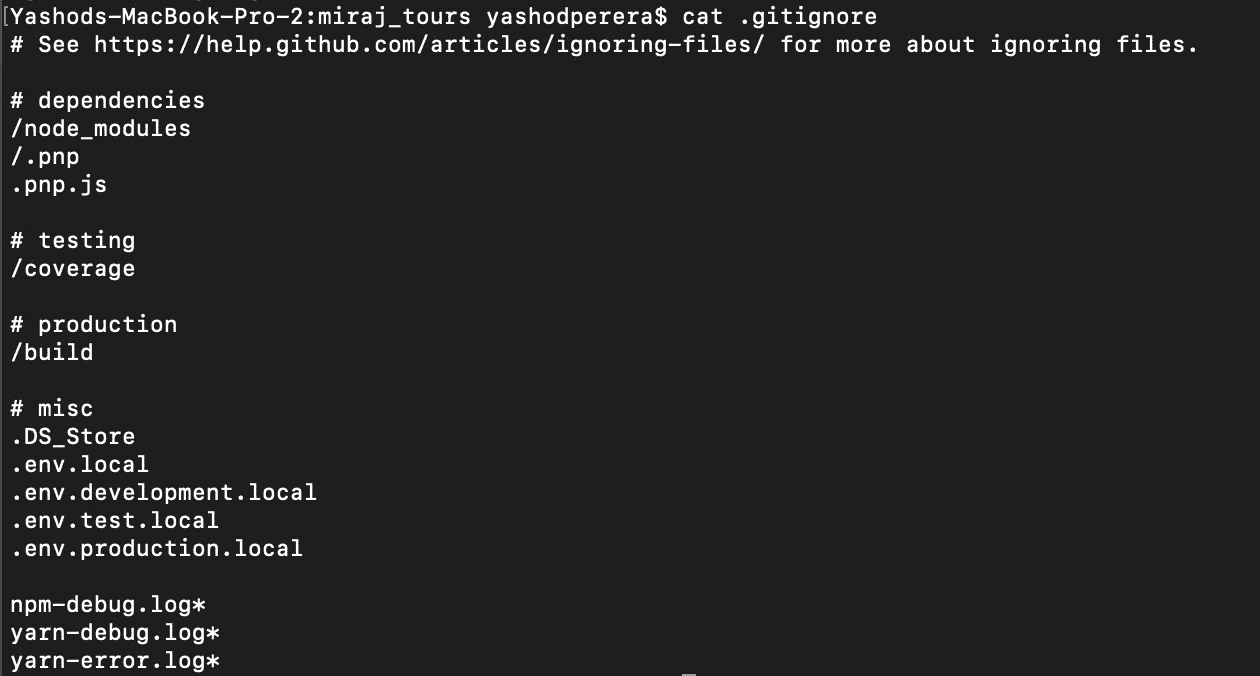 [Yashods-MacBook-Pro-2:miraj_tours yashodperera$ cat .gitignore
# See https://help.github.com/articles/ignoring-files/ for more about ignoring files.

# dependencies
/node_modules
/.pnp
.pnp.js

# testing
/coverage

# production
/build

# misc
.DS_Store
.env.local
.env.development.local
.env.test.local
.env.production.local

npm-debug.log*
yarn-debug.log*
yarn-error.log*